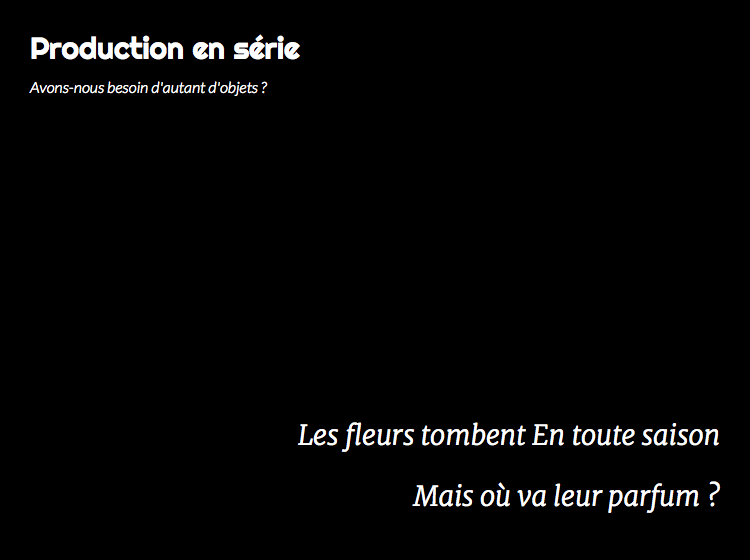 Production en série
Avons-nous besoin d'autant d'objets ?
Les fleurs tombent En toute saison
Mais où va leur parfum ?